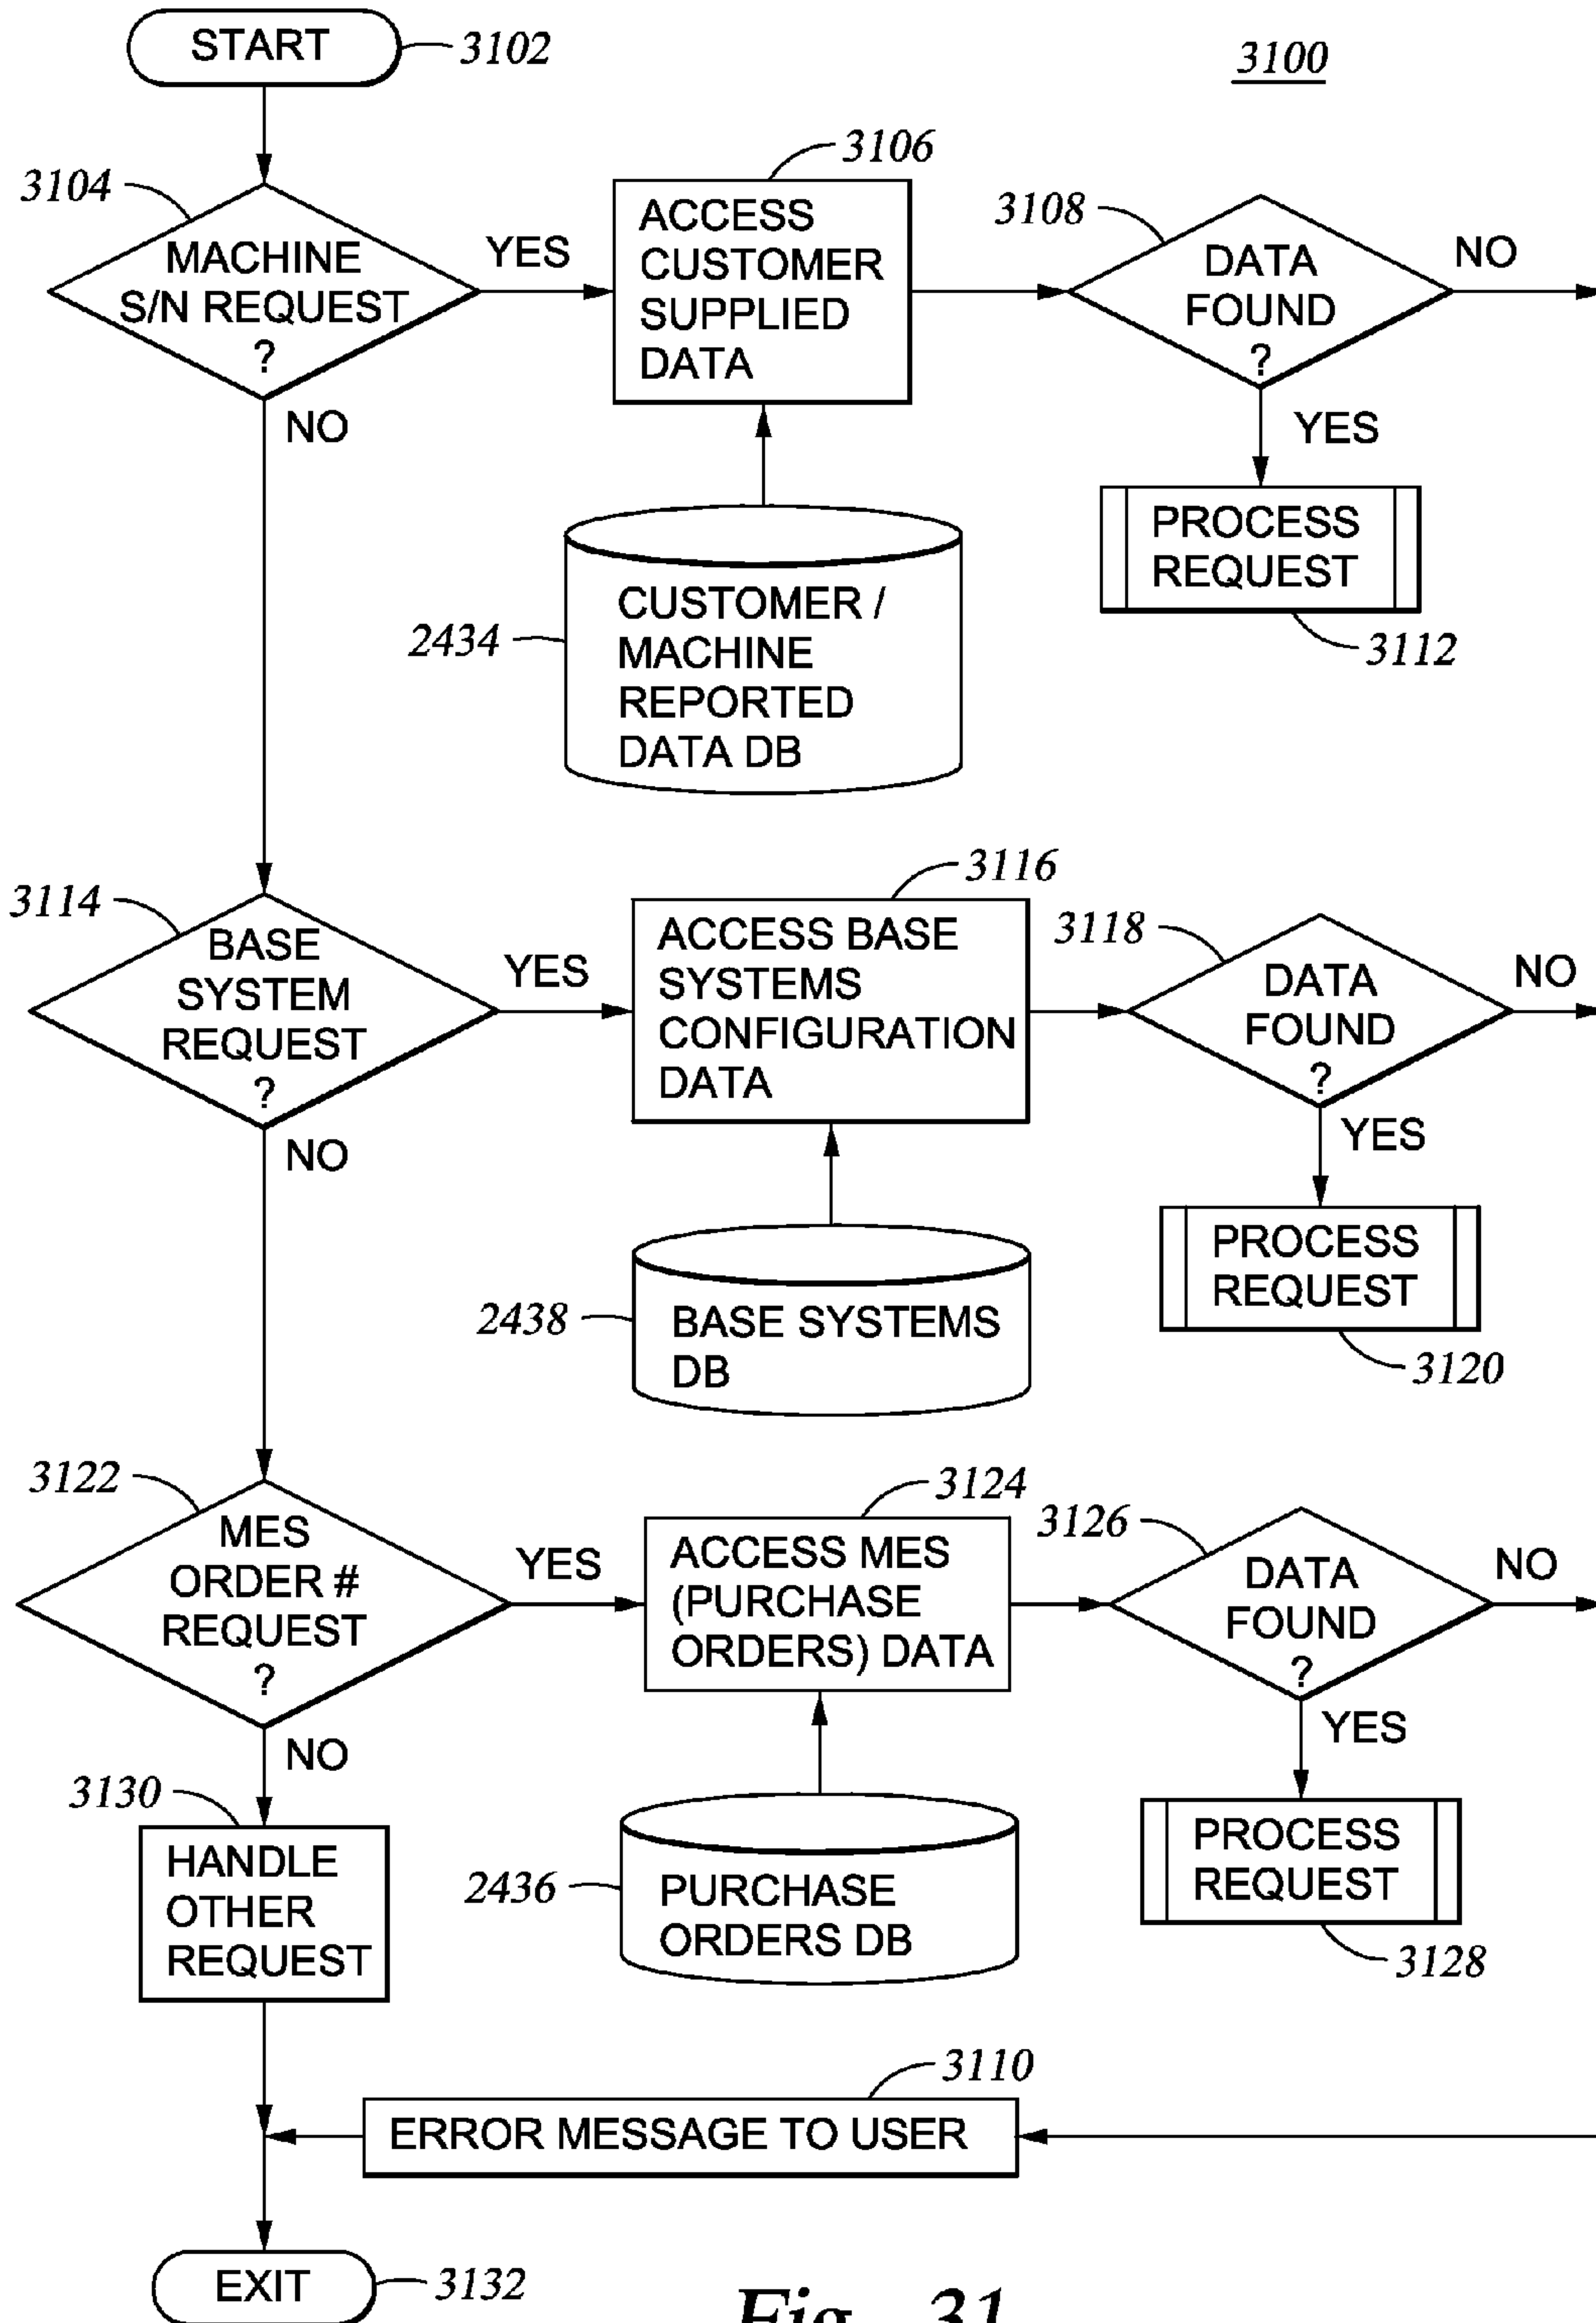 START
3102
3100
3104
MACHINE
S/N REQUEST
?
YES
NO
3106
ACCESS
CUSTOMER
SUPPLIED
DATA
3108
DATA
FOUND
?
NO
YES
PROCESS
REQUEST
3112
2434
CUSTOMER /
MACHINE
REPORTED
DATA DB
3114
BASE
SYSTEM
REQUEST
?
YES
NO
3116
ACCESS BASE
SYSTEMS
CONFIGURATION
DATA
3118
DATA
FOUND
?
NO
YES
PROCESS
REQUEST
3120
2438
BASE SYSTEMS
DB
3122
MES
ORDER #
REQUEST
?
YES
NO
3124
ACCESS MES
(PURCHASE
ORDERS) DATA
3126
DATA
FOUND
?
NO
YES
PROCESS
REQUEST
3128
2436
PURCHASE
ORDERS DB
3130
HANDLE
OTHER
REQUEST
3110
ERROR MESSAGE TO USER
EXIT
3132
Fig. 31